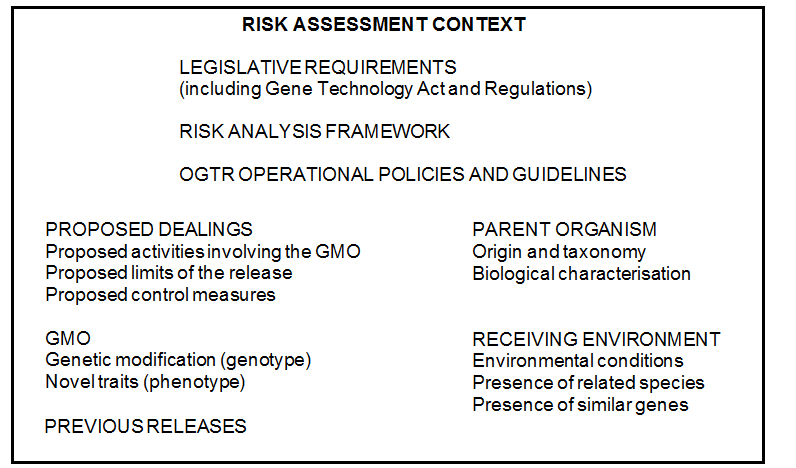 RISK ASSESSMENT CONTEXT
LEGISLATIVE REQUIREMENTS
(including Gene Technology Act and Regulations)
RISK ANALYSIS FRAMEWORK
OGTR OPERATIONAL POLICIES AND GUIDELINES
PROPOSED DEALINGS
Proposed activities involving the GMO
Proposed limits of the release
Proposed control measures
PARENT ORGANISM
Origin and taxonomy
Biological characterisation
GMO
Genetic modification (genotype)
Novel traits (phenotype)
RECEIVING ENVIRONMENT
Environmental conditions
Presence of related species
Presence of similar genes
PREVIOUS RELEASES